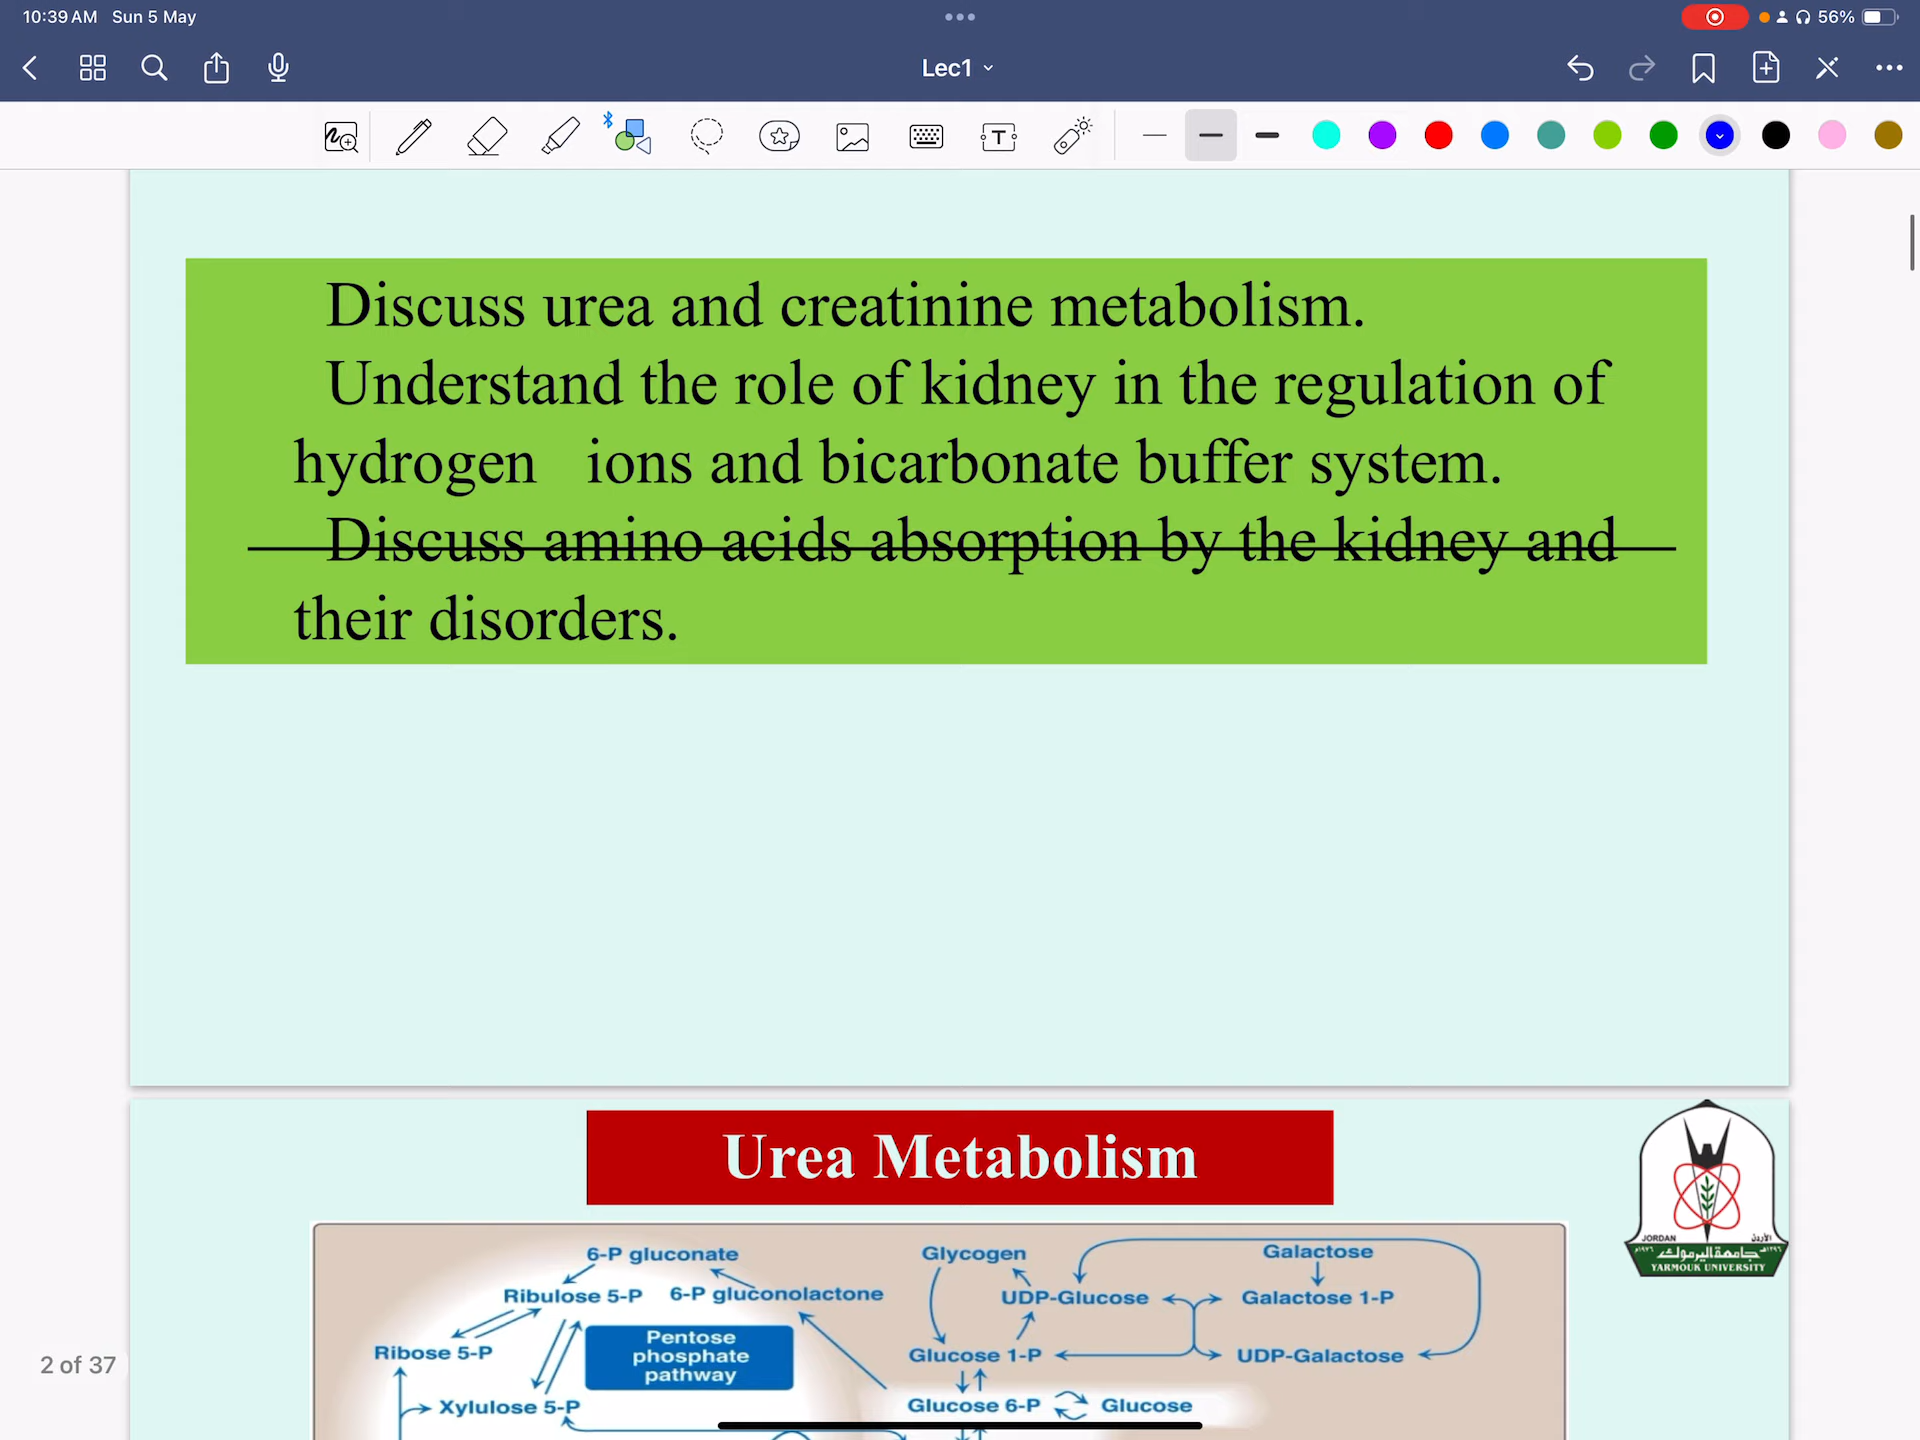 10:39 AM Sun 5 May
56%
Lec1
T
Discuss urea and creatinine metabolism.
Understand the role of kidney in the regulation of
hydrogen ions and bicarbonate buffer system.
Discuss amino acids absorption by the kidney and
their disorders.
Urea Metabolism
JORDAN الأردن
جامعة اليرموك
YARMOUK UNIVERSITY
6-P gluconate
Glycogen
Galactose
Ribulose 5-P
6-P gluconolactone
UDP-Glucose
Galactose 1-P
Pentose
phosphate
pathway
Ribose 5-P
Glucose 1-P
UDP-Galactose
Xylulose 5-P
Glucose 6-P
Glucose
2 of 37